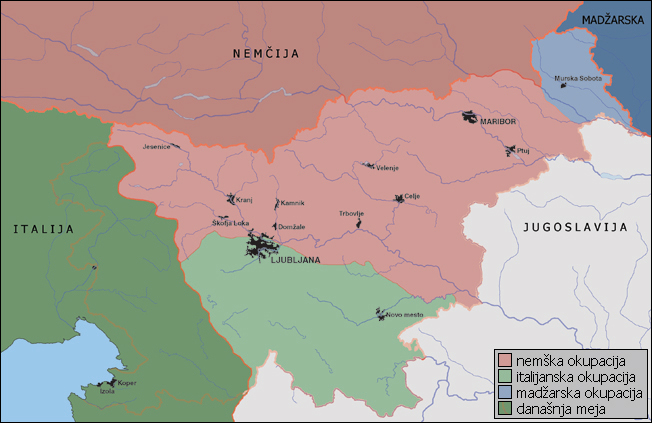 MADŽARSKA
NEMČIJA
Murska Sobota
MARIBOR
Ptuj
Jesenice
Velenje
Kranj
Kamnik
Celje
Škofja Loka
Domžale
Trbovlje
ITALIJA
JUGOSLAVIJA
LJUBLJANA
Novo mesto
Koper
Izola
nemška okupacija
italijanska okupacija
madžarska okupacija
današnja meja